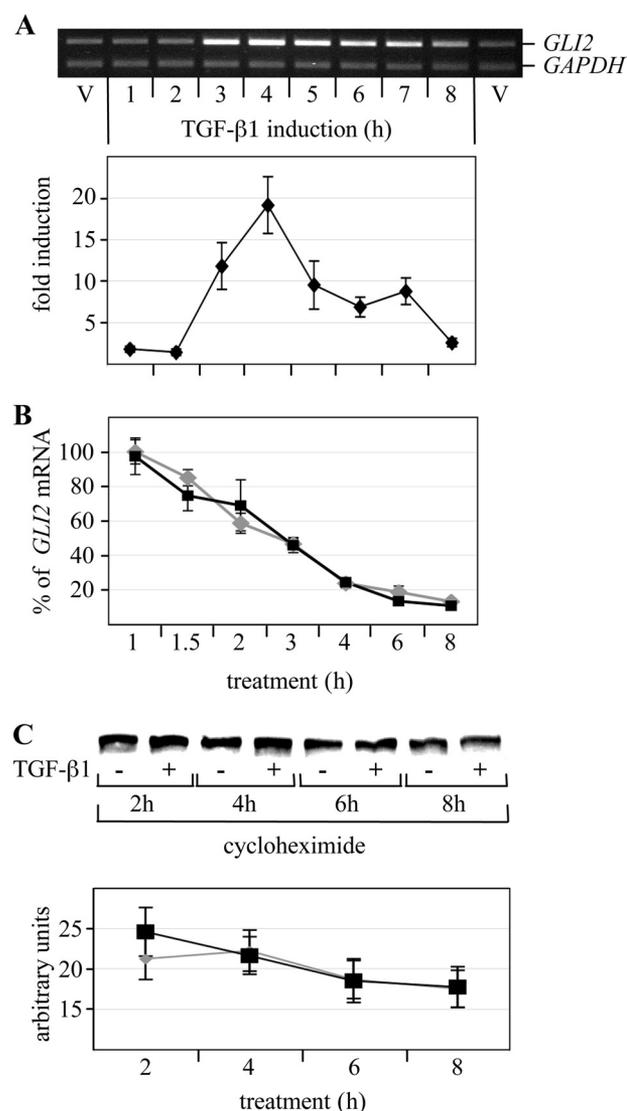 A
GLI2
GAPDH
V 1 2 3 4 5 6 7 8 V
TGF-β1 induction (h)
fold induction
20
15
10
5
B
% of GLI2 mRNA
100
80
60
40
20
1 1.5 2 3 4 6 8
treatment (h)
C
TGF-β1 - + - + - + - +
2h 4h 6h 8h
cycloheximide
arbitrary units
25
20
15
2 4 6 8
treatment (h)